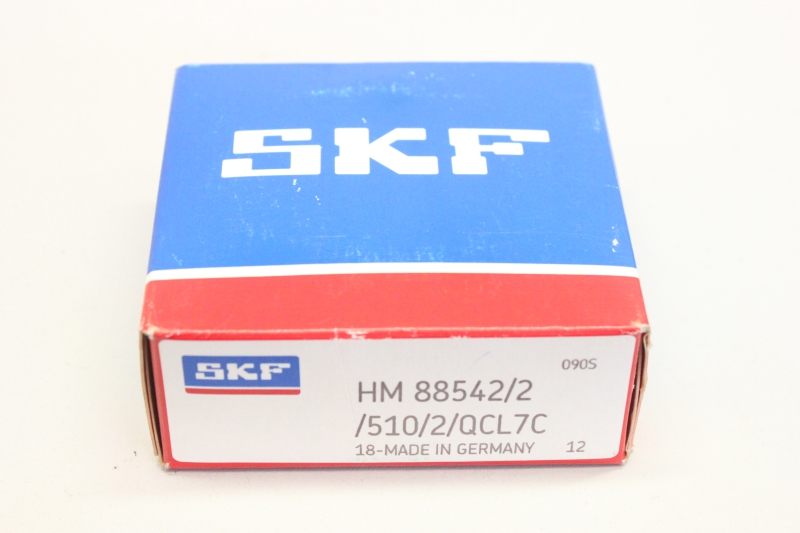 SKF
SKF
090S
HM 88542/2
/510/2/QCL7C
18-MADE IN GERMANY 12